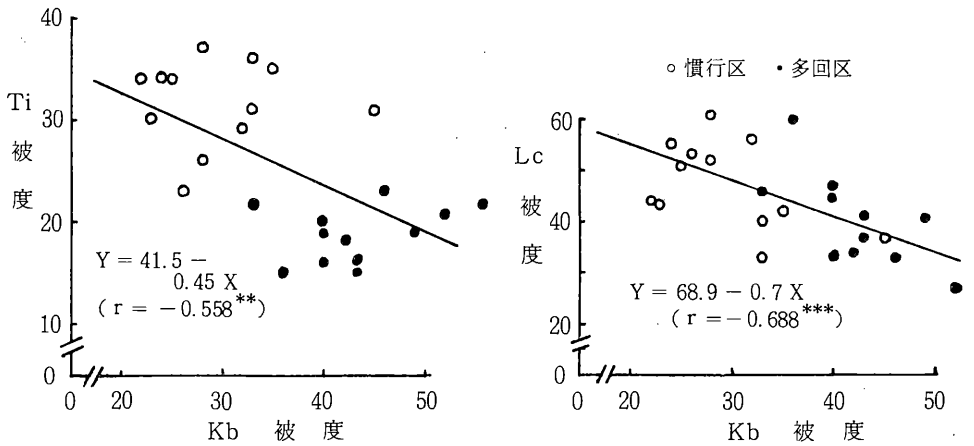 40
30
20
10
0
Ti
被
度
Y = 41.5 −
0.45 X
( r = −0.558** )
0 20 30 40 50
Kb 被 度
○ 慣行区 ・多回区
60
40
20
0
Lc
被
度
Y = 68.9 − 0.7 X
( r = −0.688*** )
0 20 30 40 50
Kb 被 度